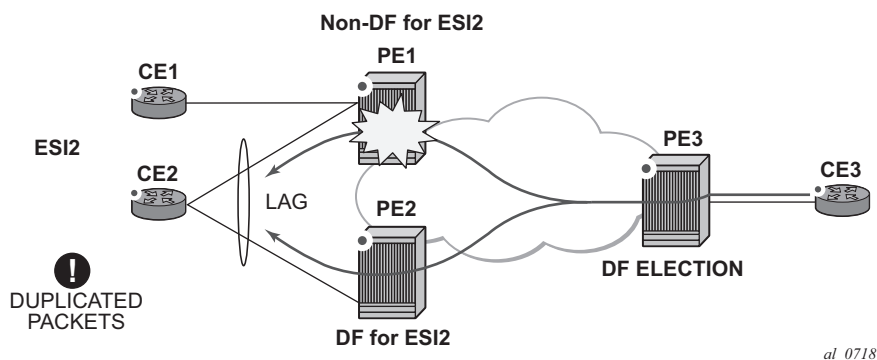 Non-DF for ESI2
PE1
CE1
ESI2
CE2
LAG
PE2
PE3
CE3
DF ELECTION
!
DUPLICATED
PACKETS
DF for ESI2
al_0718